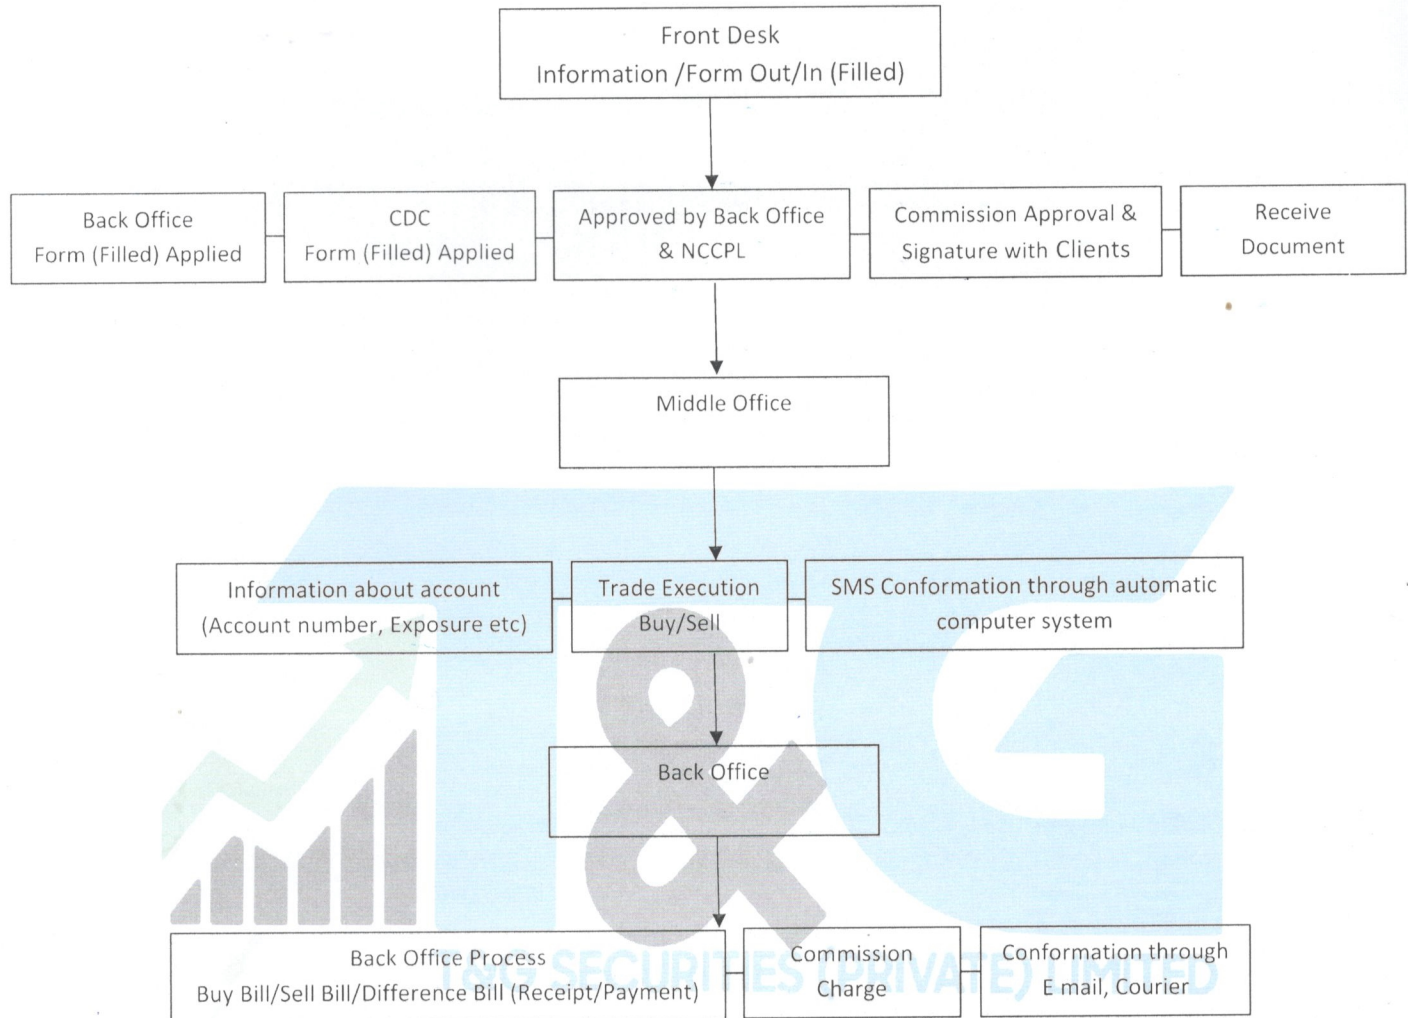 Front Desk
Information /Form Out/In (Filled)
Back Office
Form (Filled) Applied
CDC
Form (Filled) Applied
Approved by Back Office
& NCCPL
Commission Approval &
Signature with Clients
Receive
Document
Middle Office
Information about account
(Account number, Exposure etc)
Trade Execution
Buy/Sell
SMS Conformation through automatic
computer system
T&G
Back Office
Back Office Process
Buy Bill/Sell Bill/Difference Bill (Receipt/Payment)
Commission
Charge
Conformation through
E mail, Courier
T&G SECURITIES (PRIVATE) LIMITED